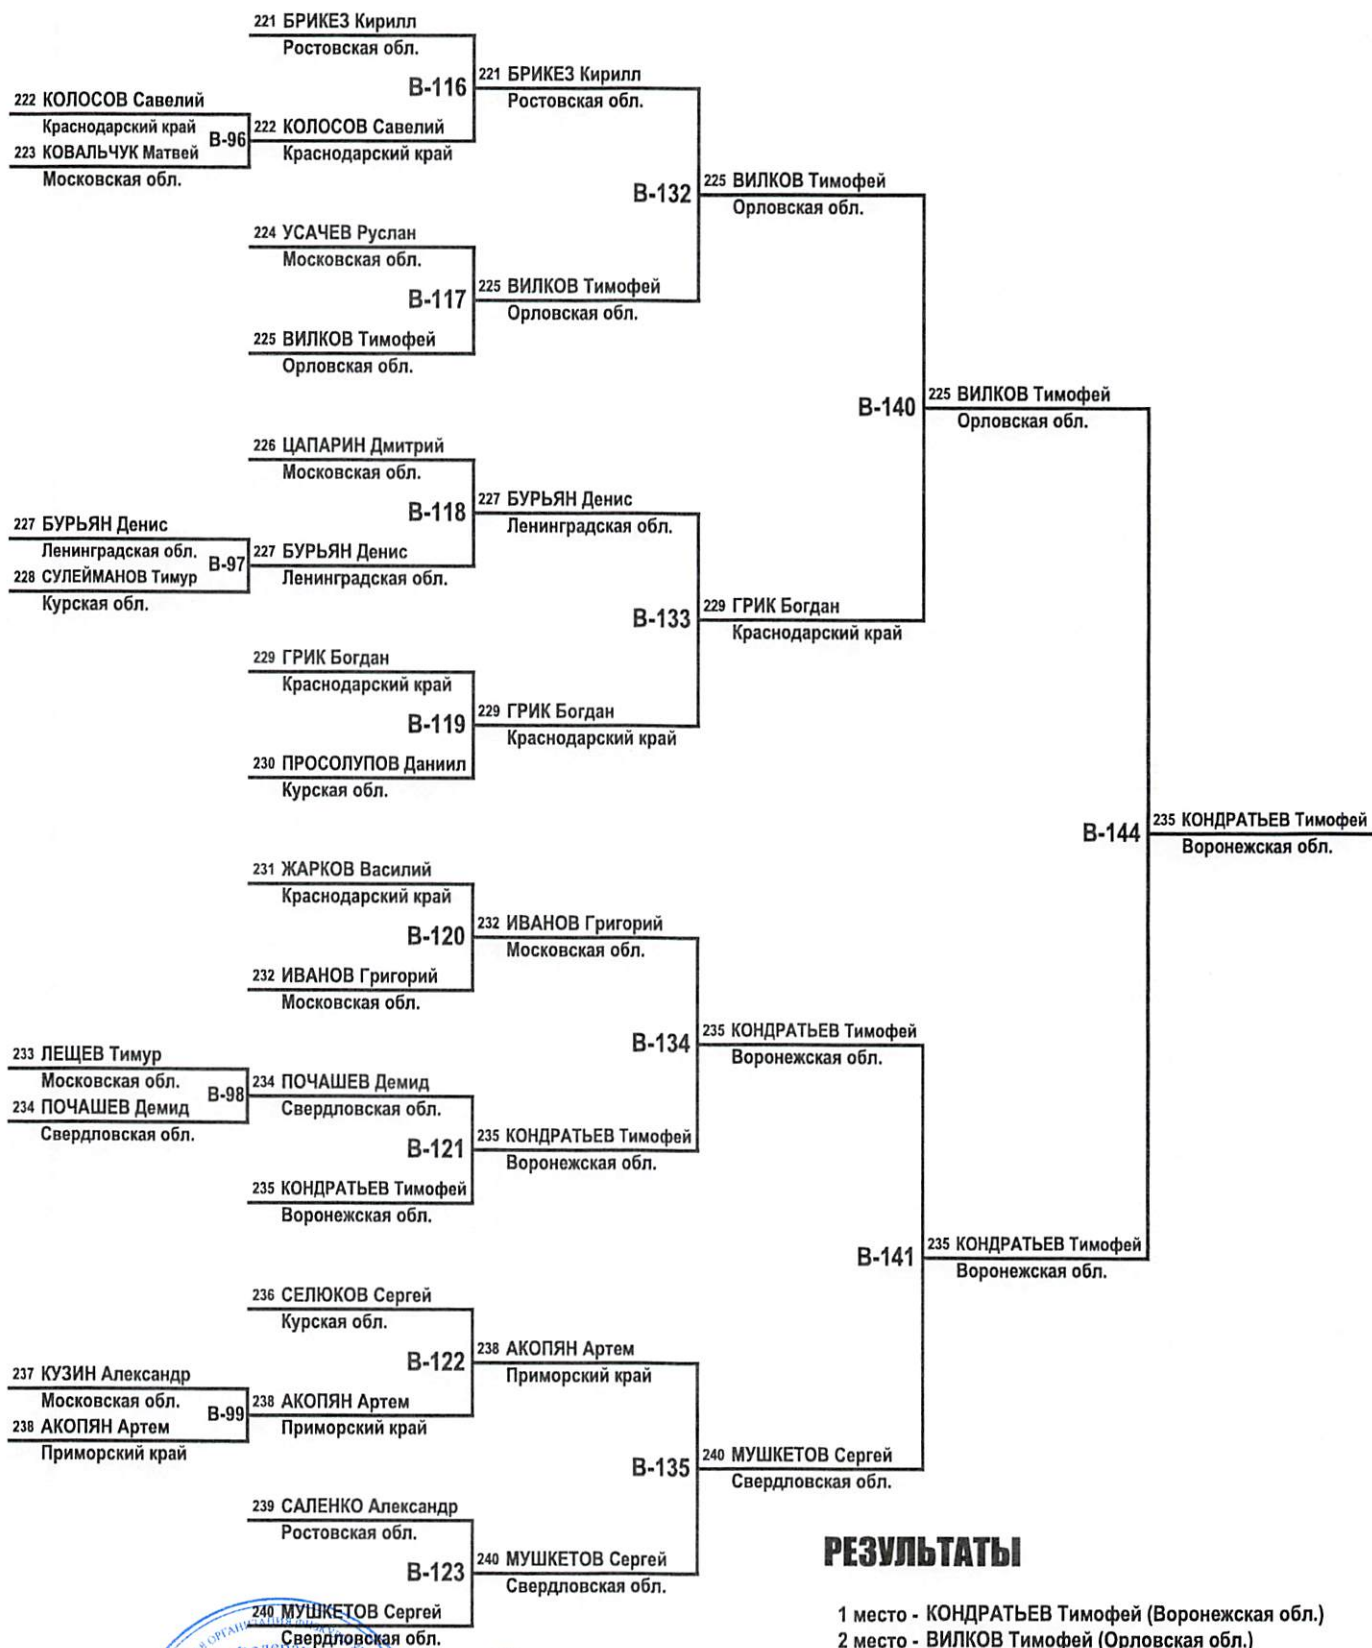 221 БРИКЕЗ Кирилл
Ростовская обл.
В-116
221 БРИКЕЗ Кирилл
Ростовская обл.
222 КОЛОСОВ Савелий
Краснодарский край
В-96
223 КОВАЛЬЧУК Матвей
Московская обл.
222 КОЛОСОВ Савелий
Краснодарский край
В-132
225 ВИЛКОВ Тимофей
Орловская обл.
224 УСАЧЕВ Руслан
Московская обл.
В-117
225 ВИЛКОВ Тимофей
Орловская обл.
225 ВИЛКОВ Тимофей
Орловская обл.
В-140
225 ВИЛКОВ Тимофей
Орловская обл.
226 ЦАПАРИН Дмитрий
Московская обл.
В-118
227 БУРЬЯН Денис
Ленинградская обл.
227 БУРЬЯН Денис
Ленинградская обл.
В-97
228 СУЛЕЙМАНОВ Тимур
Курская обл.
227 БУРЬЯН Денис
Ленинградская обл.
В-133
229 ГРИК Богдан
Краснодарский край
229 ГРИК Богдан
Краснодарский край
В-119
229 ГРИК Богдан
Краснодарский край
230 ПРОСОЛУПОВ Даниил
Курская обл.
В-144
235 КОНДРАТЬЕВ Тимофей
Воронежская обл.
231 ЖАРКОВ Василий
Краснодарский край
В-120
232 ИВАНОВ Григорий
Московская обл.
232 ИВАНОВ Григорий
Московская обл.
В-134
235 КОНДРАТЬЕВ Тимофей
Воронежская обл.
233 ЛЕЩЕВ Тимур
Московская обл.
В-98
234 ПОЧАШЕВ Демид
Свердловская обл.
234 ПОЧАШЕВ Демид
Свердловская обл.
В-121
235 КОНДРАТЬЕВ Тимофей
Воронежская обл.
235 КОНДРАТЬЕВ Тимофей
Воронежская обл.
В-141
235 КОНДРАТЬЕВ Тимофей
Воронежская обл.
236 СЕЛЮКОВ Сергей
Курская обл.
В-122
238 АКОПЯН Артем
Приморский край
237 КУЗИН Александр
Московская обл.
В-99
238 АКОПЯН Артем
Приморский край
238 АКОПЯН Артем
Приморский край
В-135
240 МУШКЕТОВ Сергей
Свердловская обл.
239 САЛЕНКО Александр
Ростовская обл.
В-123
240 МУШКЕТОВ Сергей
Свердловская обл.
240 МУШКЕТОВ Сергей
Свердловская обл.
РЕЗУЛЬТАТЫ
1 место - КОНДРАТЬЕВ Тимофей (Воронежская обл.)
2 место - ВИЛКОВ Тимофей (Орловская обл.)